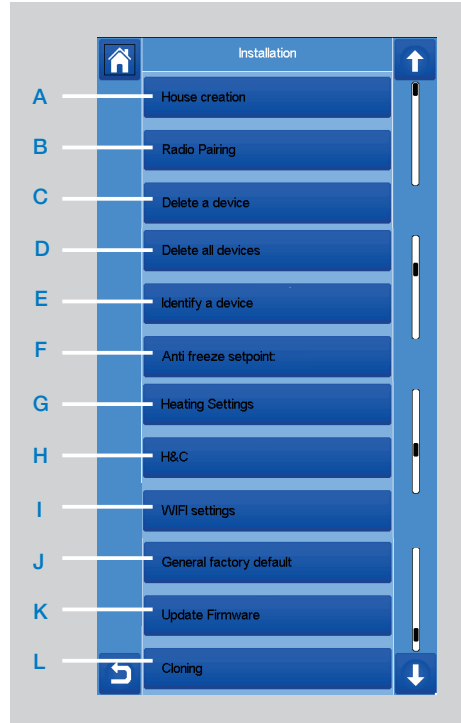 Installation
A House creation
B Radio Pairing
C Delete a device
D Delete all devices
E Identify a device
F Anti freeze setpoint:
G Heating Settings
H H&C
I WIFI settings
J General factory default
K Update Firmware
L Cloning